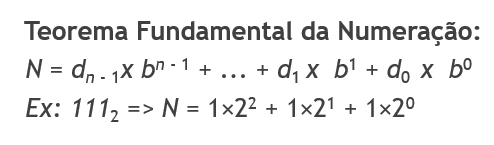 Teorema Fundamental da Numeração:
N = dₙ ₋ ₁x bⁿ ⁻ ¹ + ... + d₁ x b¹ + d₀ x b⁰
Ex: 111₂ => N = 1×2² + 1×2¹ + 1×2⁰